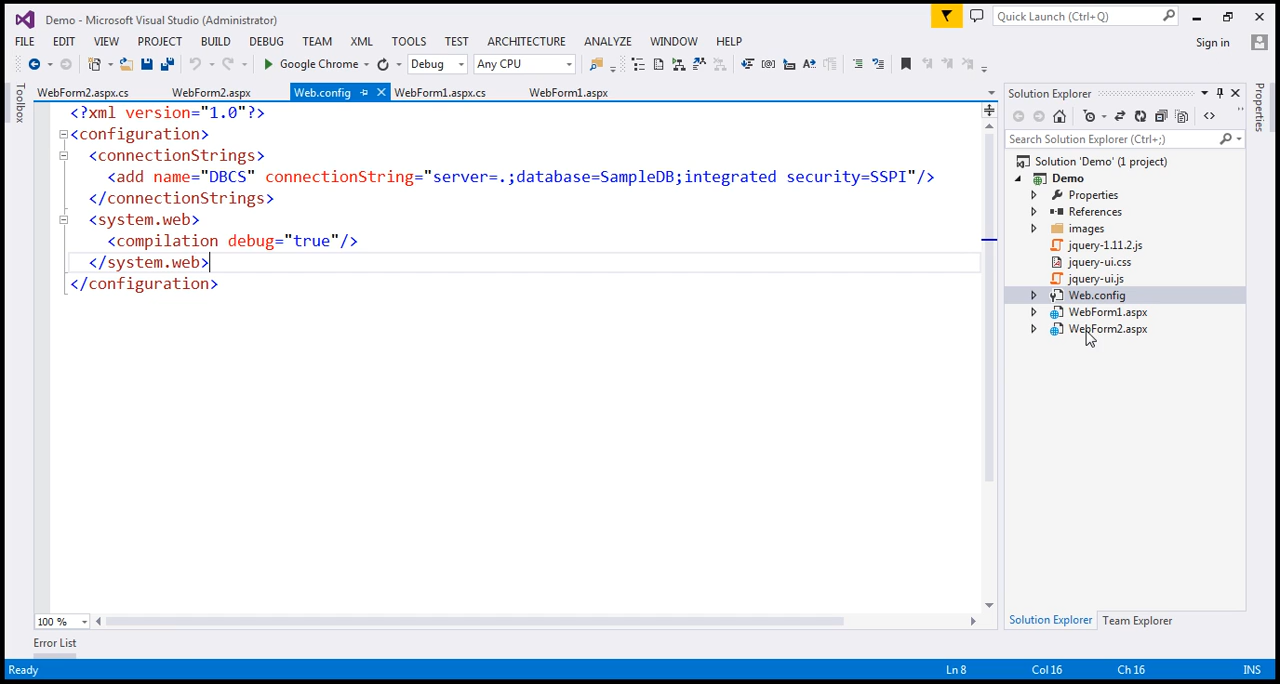 Demo - Microsoft Visual Studio (Administrator)
Quick Launch (Ctrl+Q)
FILE EDIT VIEW PROJECT BUILD DEBUG TEAM XML TOOLS TEST ARCHITECTURE ANALYZE WINDOW HELP
Sign in
Google Chrome Debug Any CPU
WebForm2.aspx.cs WebForm2.aspx Web.config WebForm1.aspx.cs WebForm1.aspx
Toolbox
<?xml version="1.0"?>
<configuration>
<connectionStrings>
<add name="DBCS" connectionString="server=.;database=SampleDB;integrated security=SSPI"/>
</connectionStrings>
<system.web>
<compilation debug="true"/>
</system.web>
</configuration>
100 %
Error List
Solution Explorer
Search Solution Explorer (Ctrl+;)
Solution 'Demo' (1 project)
Demo
Properties
References
images
jquery-1.11.2.js
jquery-ui.css
jquery-ui.js
Web.config
WebForm1.aspx
WebForm2.aspx
Solution Explorer Team Explorer
Properties
Ready Ln 8 Col 16 Ch 16 INS